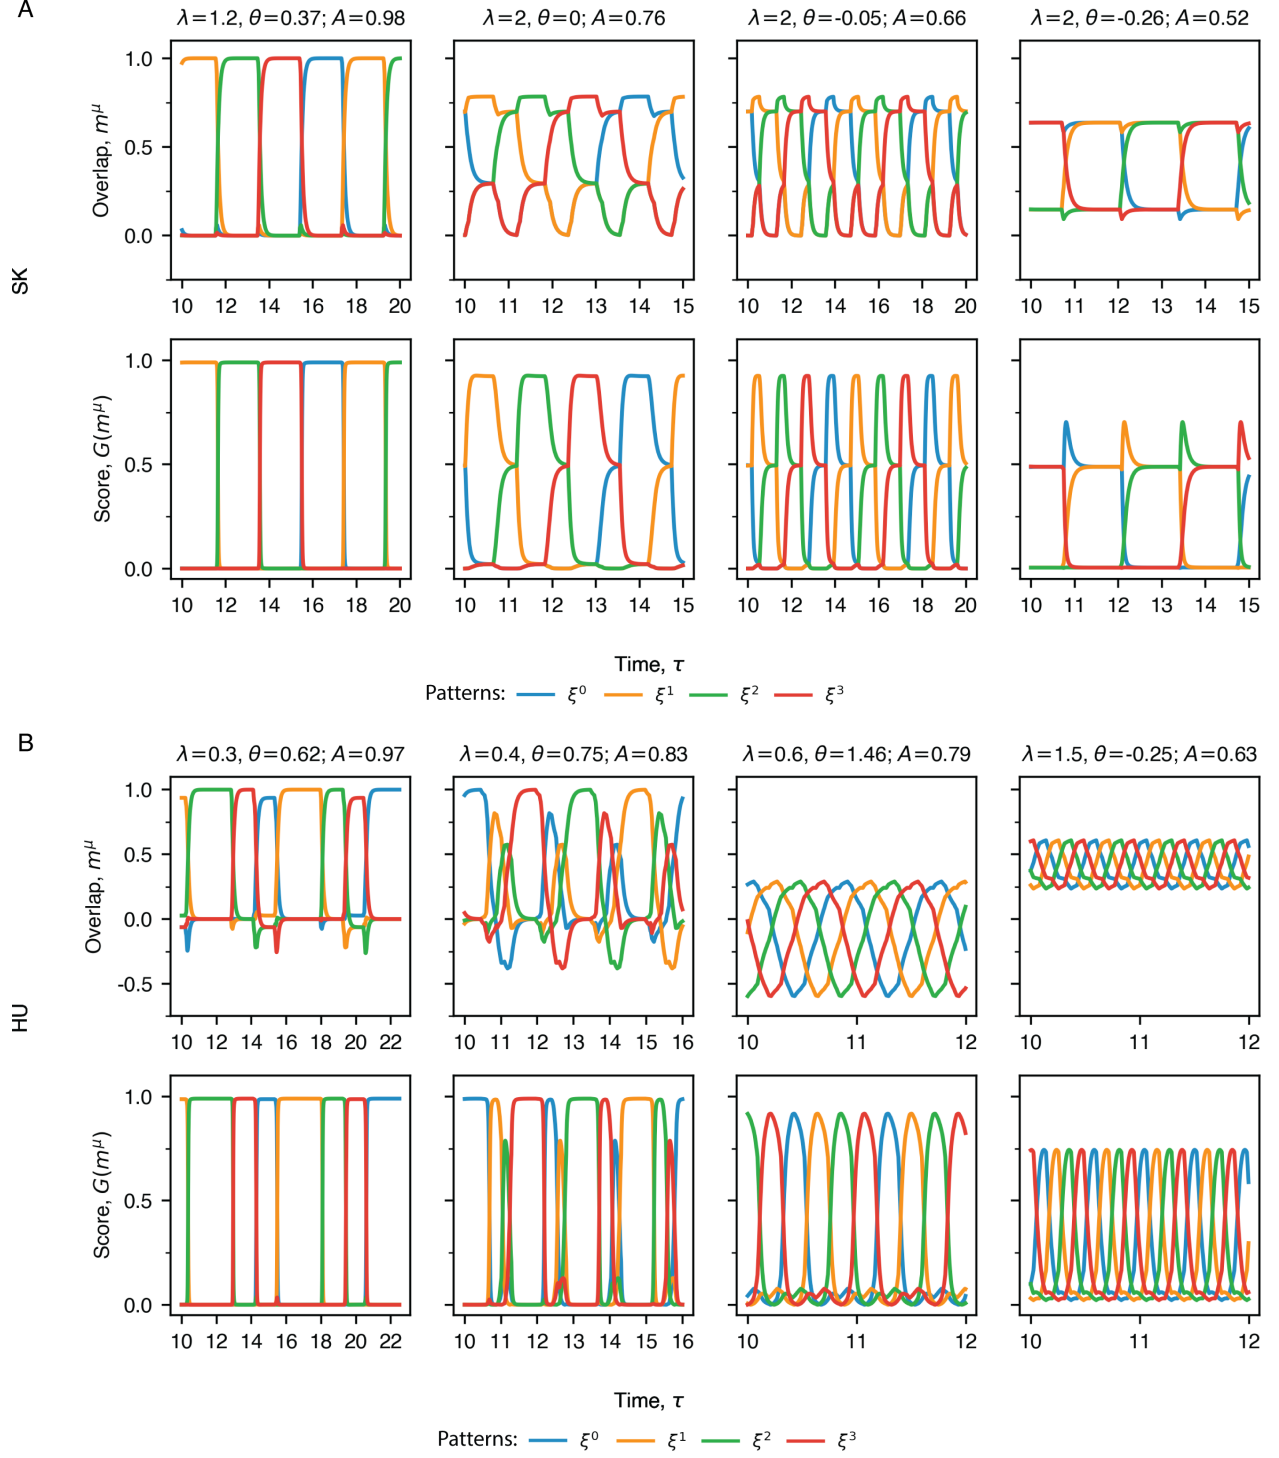 A
λ=1.2, θ=0.37; A=0.98 λ=2, θ=0; A=0.76 λ=2, θ=-0.05; A=0.66 λ=2, θ=-0.26; A=0.52
1.0
0.5
0.0
Overlap, m^μ
10 12 14 16 18 20 10 11 12 13 14 15 10 12 14 16 18 20 10 11 12 13 14 15
SK
1.0
0.5
0.0
Score, G(m^μ)
10 12 14 16 18 20 10 11 12 13 14 15 10 12 14 16 18 20 10 11 12 13 14 15
Time, τ
Patterns: ξ^0 ξ^1 ξ^2 ξ^3
B
λ=0.3, θ=0.62; A=0.97 λ=0.4, θ=0.75; A=0.83 λ=0.6, θ=1.46; A=0.79 λ=1.5, θ=-0.25; A=0.63
1.0
0.5
0.0
-0.5
Overlap, m^μ
10 12 14 16 18 20 22 10 11 12 13 14 15 16 10 11 12 10 11 12
HU
1.0
0.5
0.0
Score, G(m^μ)
10 12 14 16 18 20 22 10 11 12 13 14 15 16 10 11 12 10 11 12
Time, τ
Patterns: ξ^0 ξ^1 ξ^2 ξ^3